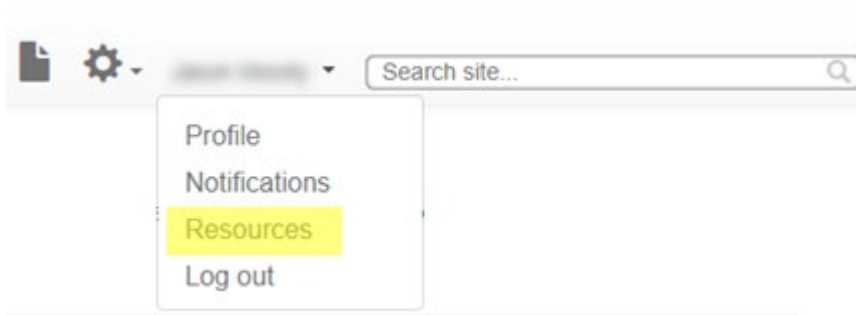 Search site...
Profile
Notifications
Resources
Log out